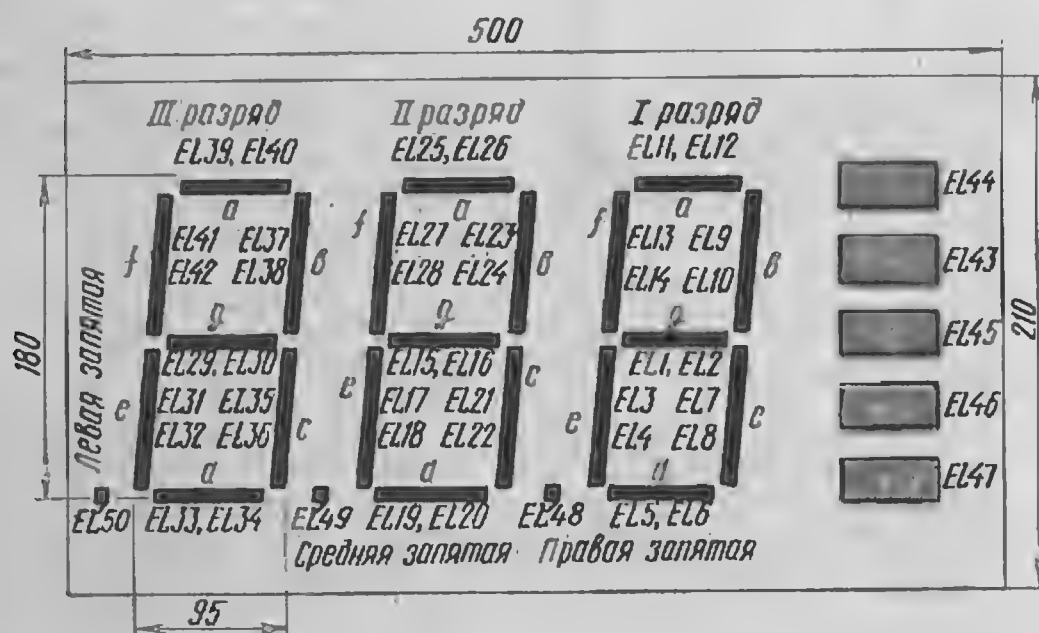 500
III разряд II разряд I разряд
EL39, EL40 EL25, EL26 EL11, EL12
EL44
a a a
f EL41 EL37 в f EL27 EL23 в f EL13 EL9 в
EL42 EL38 EL28 EL24 EL14 EL10
EL43
g g g
EL45
180
210
Левая запятая
EL29, EL30 EL15, EL16 EL1, EL2
e EL31 EL35 c e EL17 EL21 c e EL3 EL7 c
EL32 EL36 EL18 EL22 EL4 EL8
EL46
d d d
EL47
EL50 EL33, EL34 EL49 EL19, EL20 EL48 EL5, EL6
Средняя запятая Правая запятая
95